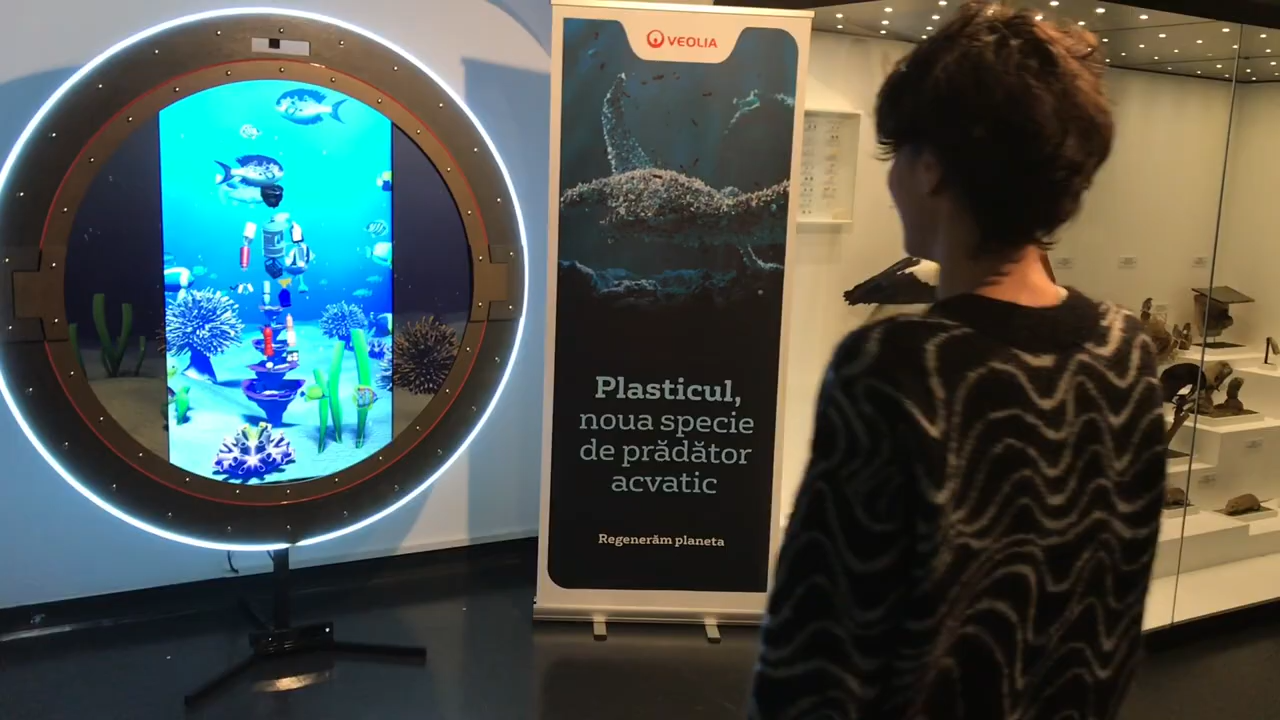 VEOLIA
Plasticul,
noua specie
de prădător
acvatic
Regenerăm planeta